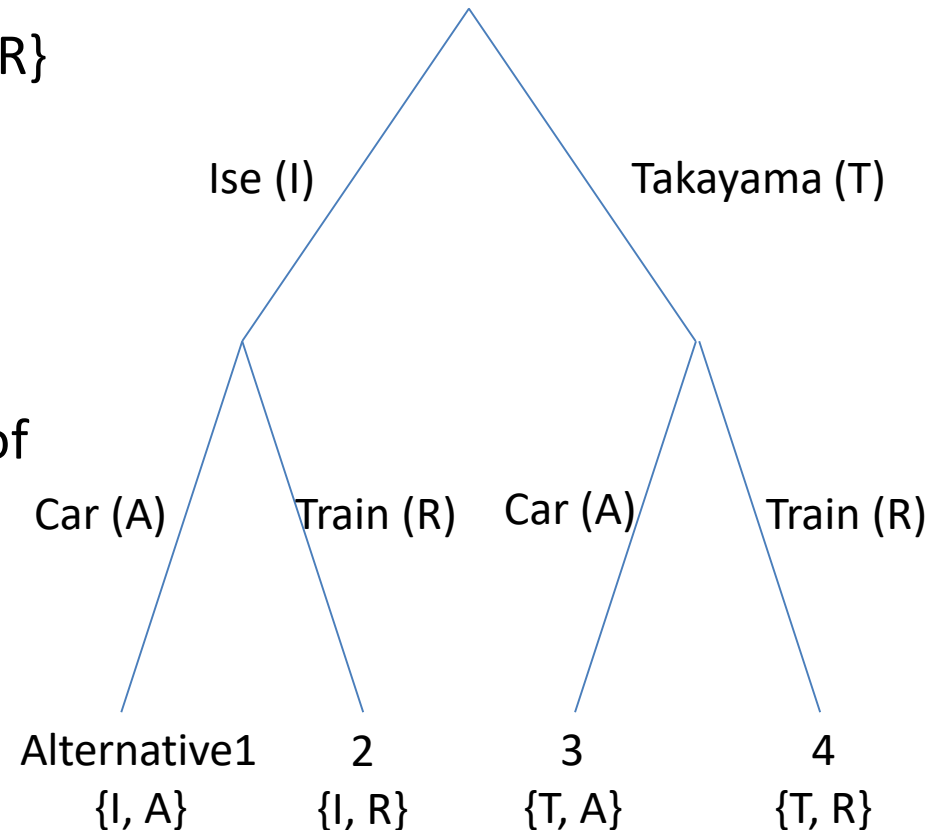 R}
Ise (I)
Takayama (T)
of
Car (A)
Train (R)
Car (A)
Train (R)
Alternative1
2
3
4
{I, A}
{I, R}
{T, A}
{T, R}